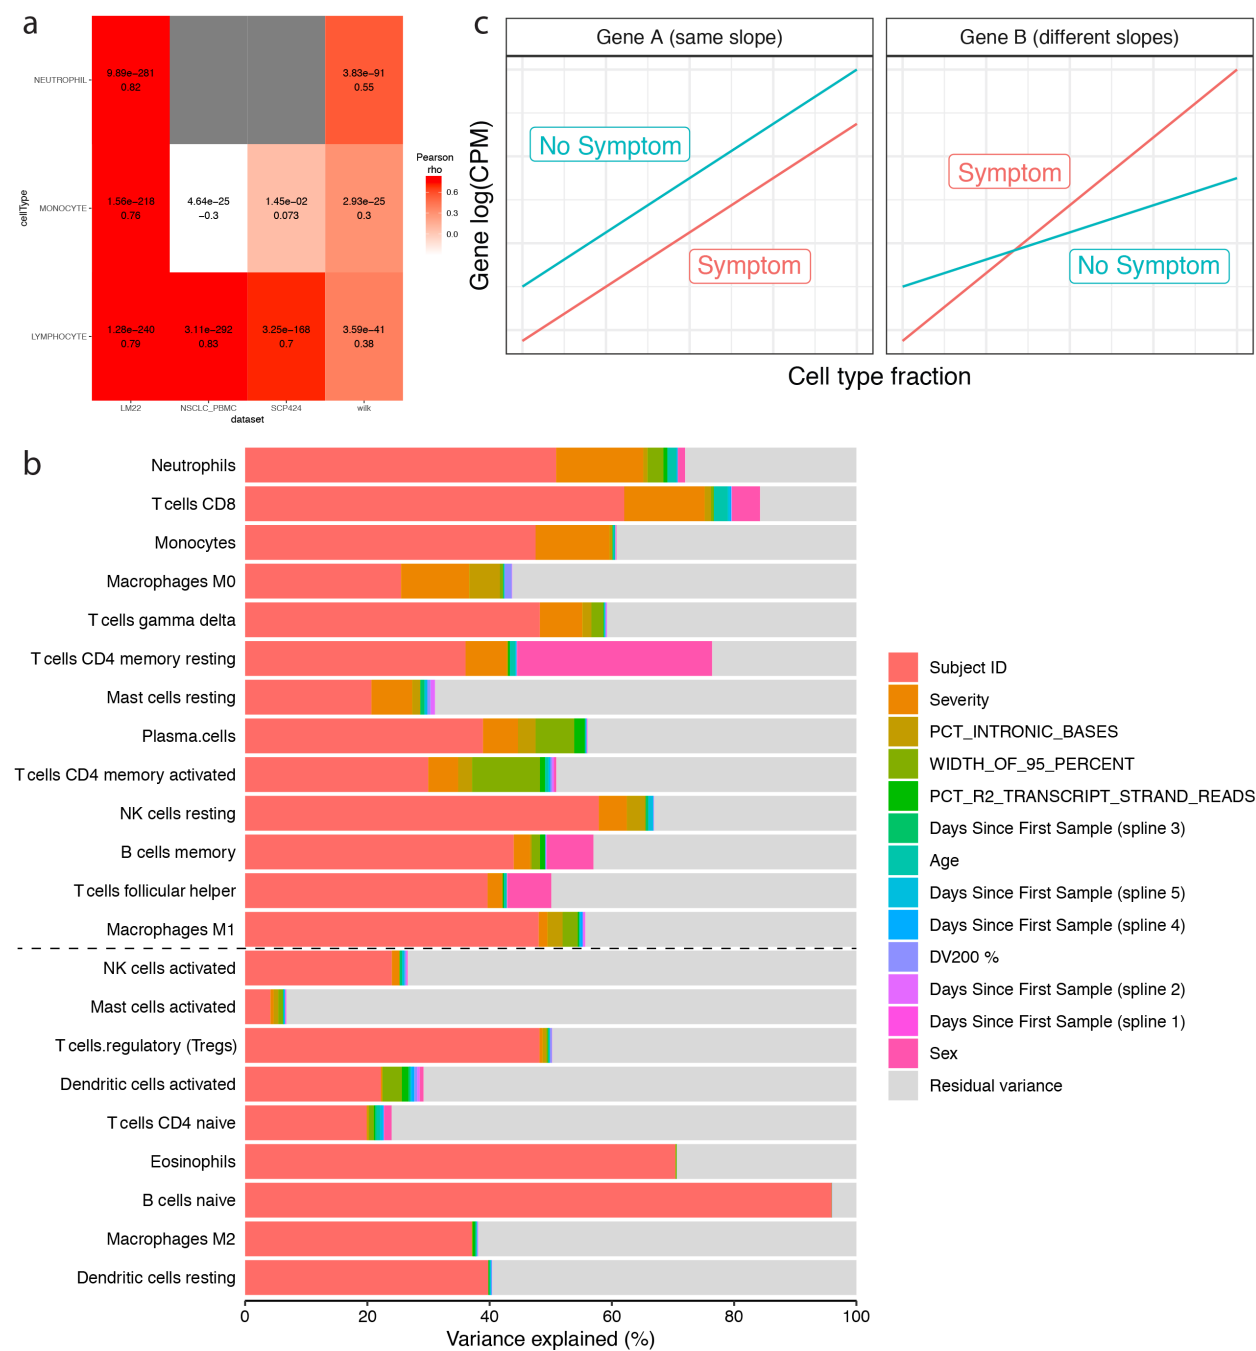 a
NEUTROPHIL
MONOCYTE
LYMPHOCYTE
cellType
9.89e−281
0.82
3.83e−91
0.55
1.56e−218
0.76
4.64e−25
−0.3
1.45e−02
0.073
2.93e−25
0.3
1.28e−240
0.79
3.11e−292
0.83
3.25e−168
0.7
3.59e−41
0.38
LM22
NSCLC_PBMC
SCP424
wilk
dataset
Pearson
rho
0.6
0.3
0.0
c
Gene A (same slope)
Gene B (different slopes)
Gene log(CPM)
No Symptom
Symptom
Symptom
No Symptom
Cell type fraction
b
Neutrophils
T cells CD8
Monocytes
Macrophages M0
T cells gamma delta
T cells CD4 memory resting
Mast cells resting
Plasma.cells
T cells CD4 memory activated
NK cells resting
B cells memory
T cells follicular helper
Macrophages M1
NK cells activated
Mast cells activated
T cells.regulatory (Tregs)
Dendritic cells activated
T cells CD4 naive
Eosinophils
B cells naive
Macrophages M2
Dendritic cells resting
0
20
40
60
80
100
Variance explained (%)
Subject ID
Severity
PCT_INTRONIC_BASES
WIDTH_OF_95_PERCENT
PCT_R2_TRANSCRIPT_STRAND_READS
Days Since First Sample (spline 3)
Age
Days Since First Sample (spline 5)
Days Since First Sample (spline 4)
DV200 %
Days Since First Sample (spline 2)
Days Since First Sample (spline 1)
Sex
Residual variance